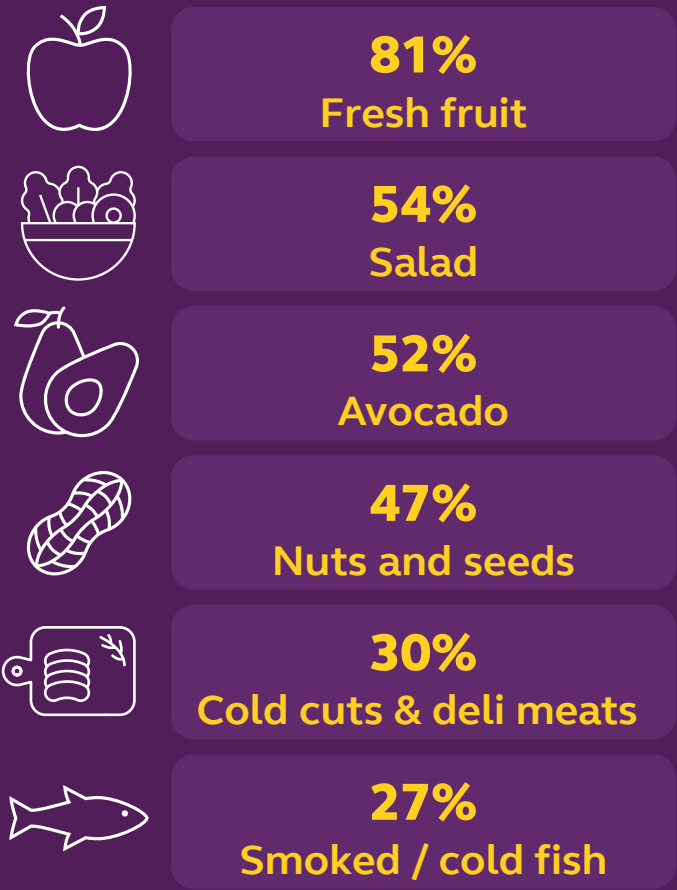 81%
Fresh fruit
54%
Salad
52%
Avocado
47%
Nuts and seeds
30%
Cold cuts & deli meats
27%
Smoked / cold fish